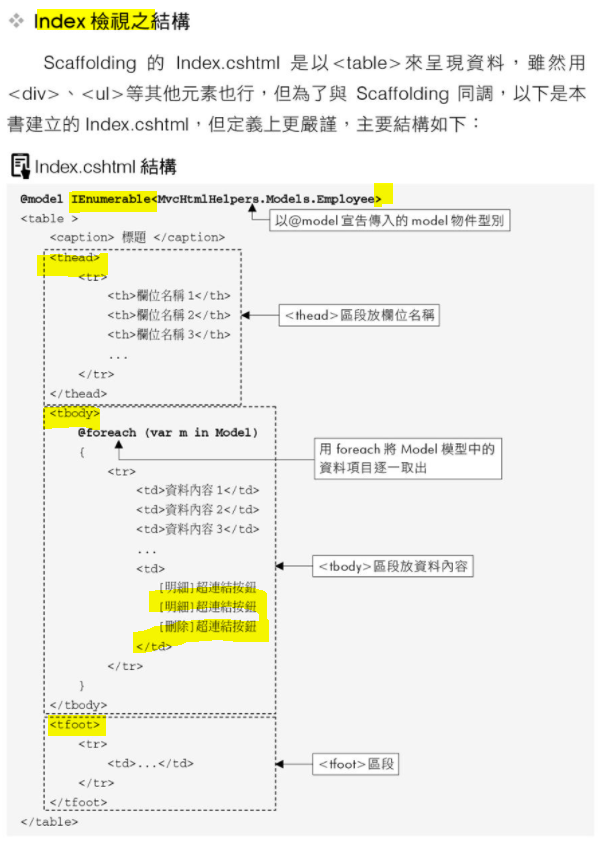 ❖ Index 檢視之結構
Scaffolding 的 Index.cshtml 是以<table>來呈現資料,雖然用
<div>、<ul>等其他元素也行,但為了與 Scaffolding 同調,以下是本
書建立的 Index.cshtml,但定義上更嚴謹,主要結構如下:
Index.cshtml 結構
@model IEnumerable<MvcHtmlHelpers.Models.Employee>
以@model 宣告傳入的 model 物件型別
<table >
<caption> 標題 </caption>
<thead>
<tr>
<th>欄位名稱 1</th>
<th>欄位名稱 2</th>
<thead>區段放欄位名稱
<th>欄位名稱 3</th>
...
</tr>
</thead>
<tbody>
@foreach (var m in Model)
{
用 foreach 將 Model 模型中的
資料項目逐一取出
<tr>
<td>資料內容 1</td>
<td>資料內容 2</td>
<td>資料內容 3</td>
...
<td>
<tbody>區段放資料內容
[明細]超連結按鈕
[明細]超連結按鈕
[刪除]超連結按鈕
</td>
</tr>
}
</tbody>
<tfoot>
<tr>
<td>...</td>
<tfoot>區段
</tr>
</tfoot>
</table>